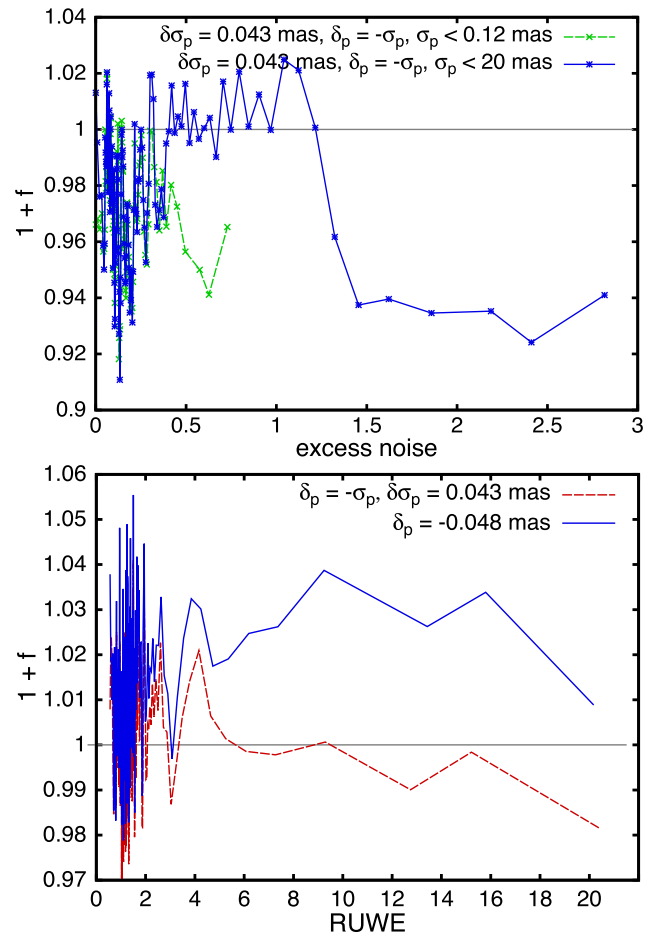 δσp = 0.043 mas, δp = -σp, σp < 0.12 mas
δσp = 0.043 mas, δp = -σp, σp < 20 mas
1.04
1.02
1
0.98
0.96
0.94
0.92
0.9
1 + f
0 0.5 1 1.5 2 2.5 3
excess noise
δp = -σp, δσp = 0.043 mas
δp = -0.048 mas
1.06
1.05
1.04
1.03
1.02
1.01
1
0.99
0.98
0.97
1 + f
0 2 4 6 8 10 12 14 16 18 20
RUWE